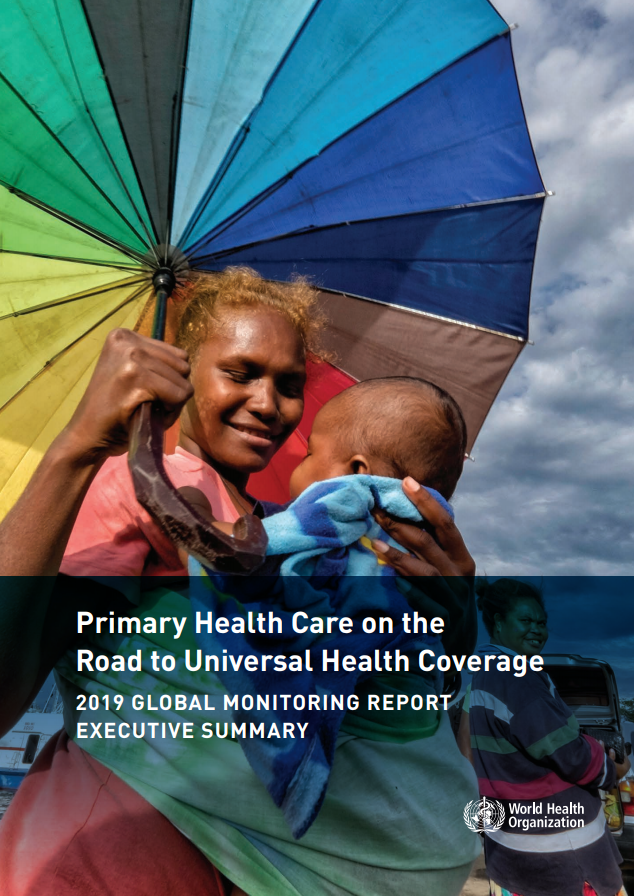 Primary Health Care on the
Road to Universal Health Coverage
2019 GLOBAL MONITORING REPORT
EXECUTIVE SUMMARY
World Health
Organization